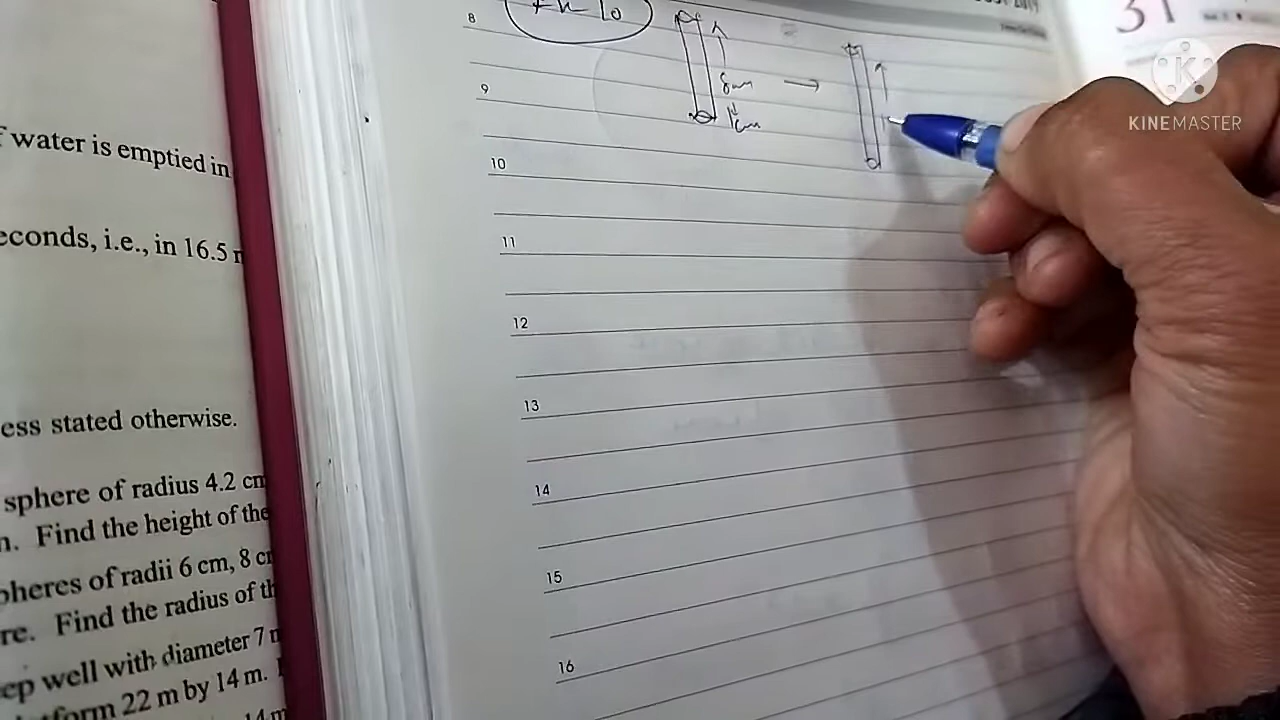 f water is emptied in
econds, i.e., in 16.5
ess stated otherwise.
sphere of radius 4.2 cm
n. Find the height of the
pheres of radii 6 cm, 8 c
re. Find the radius of th
ep well with diameter 7 m
tform 22 m by 14 m.
14 m
8
9
10
11
12
13
14
15
16
8cm
1cm
31
KINEMASTER